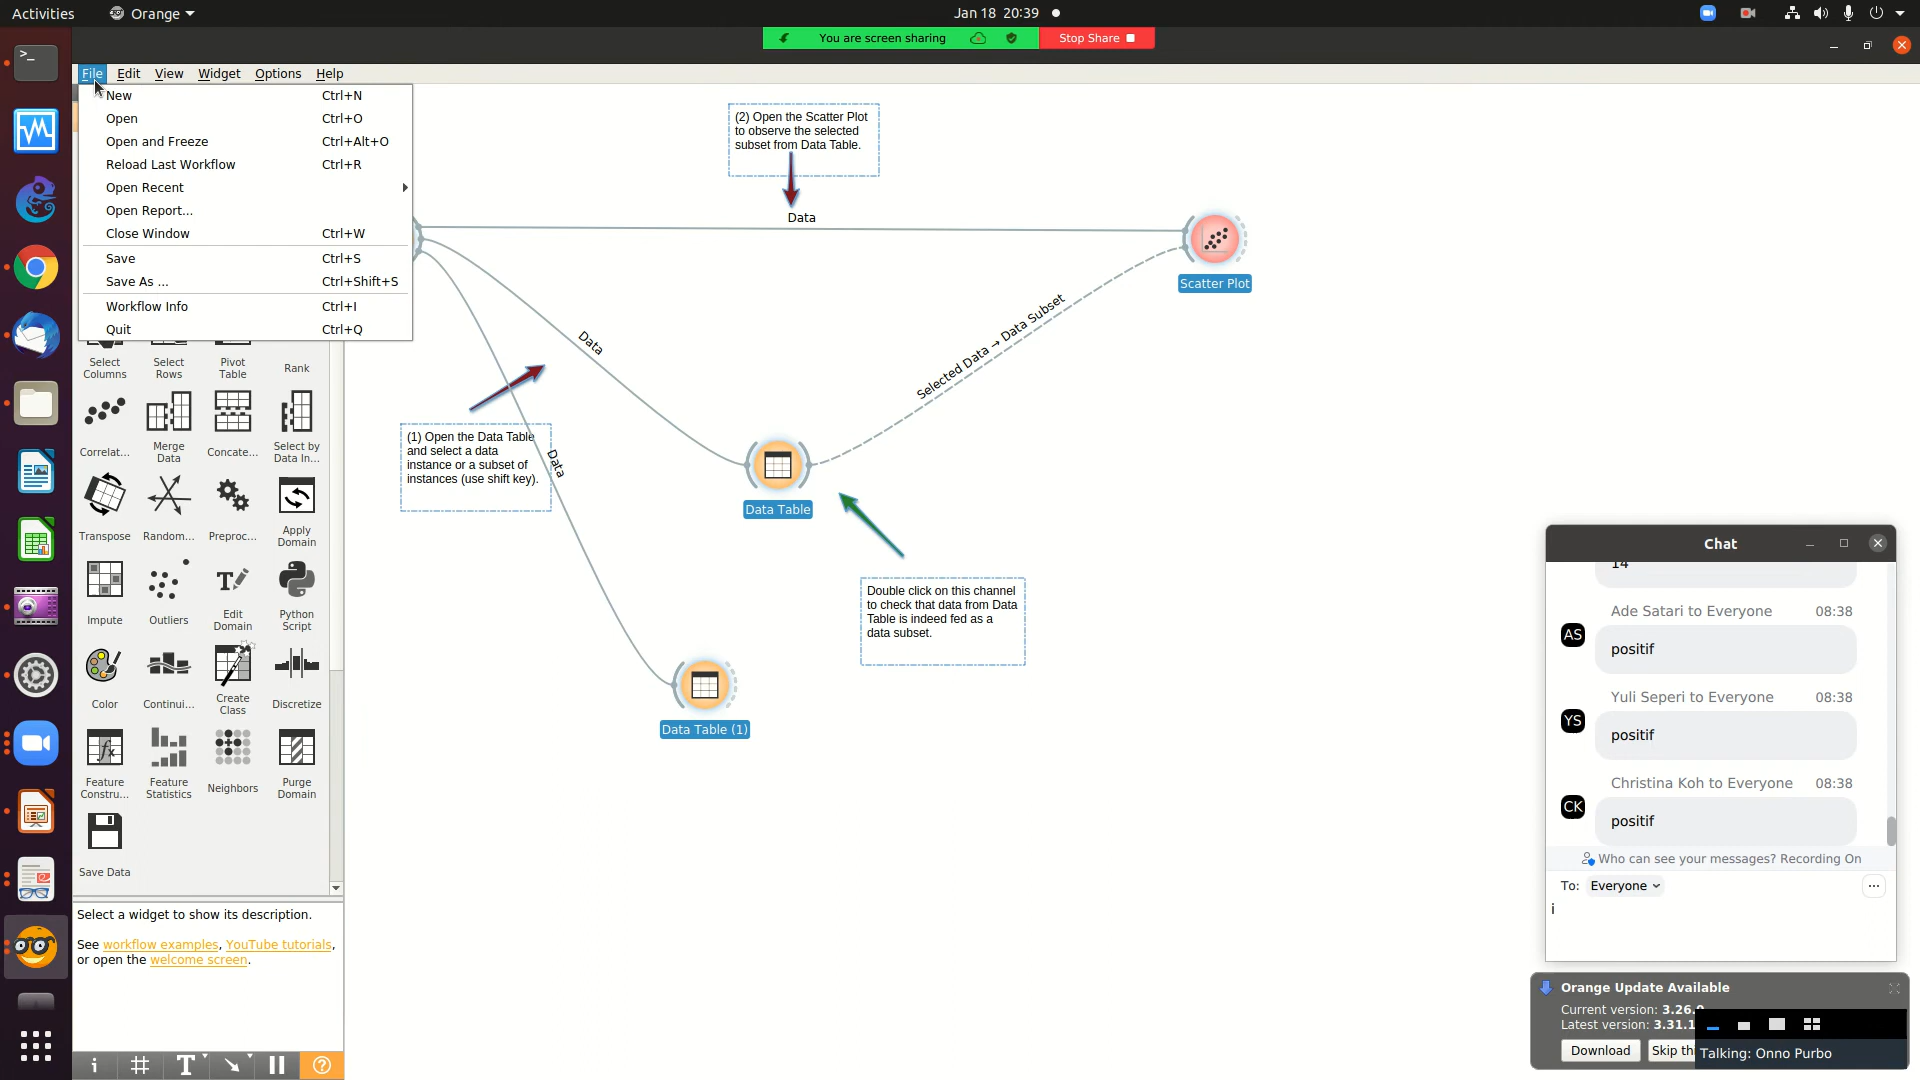 Activities
Orange
Jan 18 20:39
You are screen sharing
Stop Share
File Edit View Widget Options Help
New Ctrl+N
Open Ctrl+O
Open and Freeze Ctrl+Alt+O
Reload Last Workflow Ctrl+R
Open Recent
Open Report...
Close Window Ctrl+W
Save Ctrl+S
Save As ... Ctrl+Shift+S
Workflow Info Ctrl+I
Quit Ctrl+Q
Select Columns
Select Rows
Pivot Table
Rank
Correlat...
Merge Data
Concate...
Select by Data In...
Transpose
Random...
Preproc...
Apply Domain
Impute
Outliers
Edit Domain
Python Script
Color
Continui...
Create Class
Discretize
Feature Constru...
Feature Statistics
Neighbors
Purge Domain
Save Data
Select a widget to show its description.
See workflow examples, YouTube tutorials,
or open the welcome screen.
(2) Open the Scatter Plot
to observe the selected
subset from Data Table.
Data
Scatter Plot
Data
Selected Data → Data Subset
(1) Open the Data Table
and select a data
instance or a subset of
instances (use shift key).
Data
Data Table
Double click on this channel
to check that data from Data
Table is indeed fed as a
data subset.
Data Table (1)
Chat
14
Ade Satari to Everyone 08:38
AS
positif
Yuli Seperi to Everyone 08:38
YS
positif
Christina Koh to Everyone 08:38
CK
positif
Who can see your messages? Recording On
To: Everyone
i
Orange Update Available
Current version: 3.26.0
Latest version: 3.31.1
Download
Skip
Talking: Onno Purbo